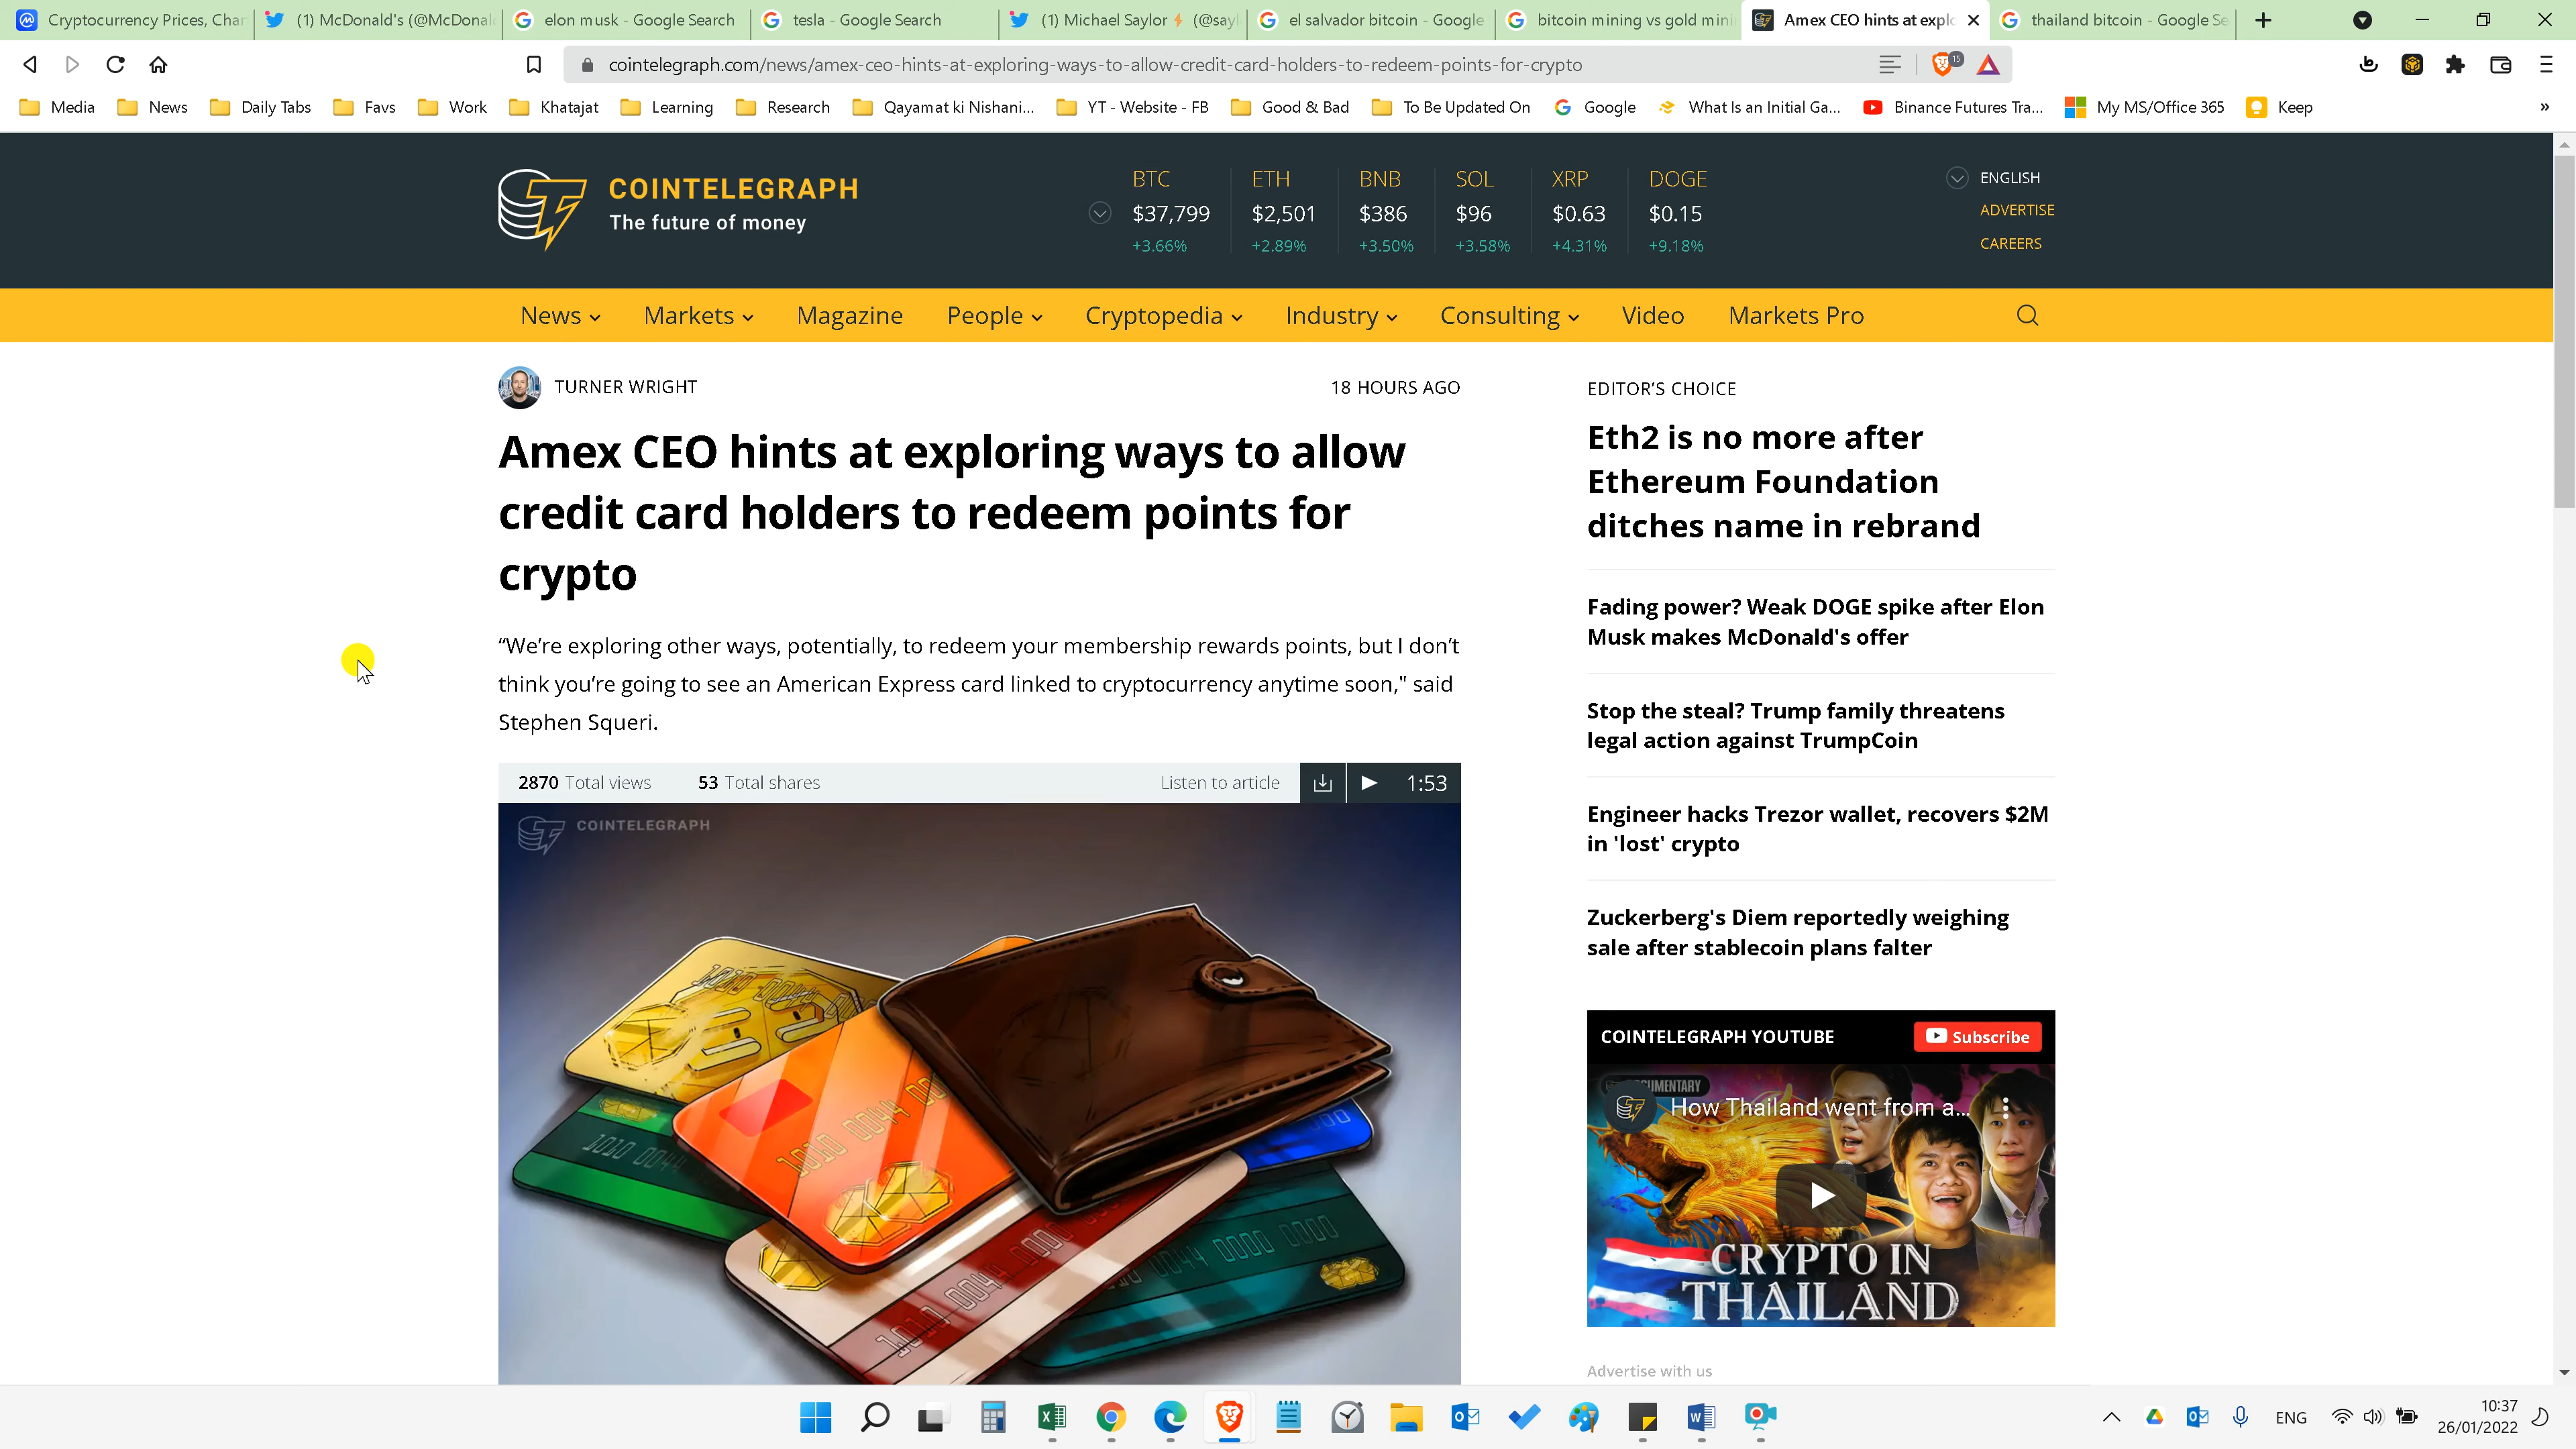 Cryptocurrency Prices, Char
(1) McDonald's (@McDonal
elon musk - Google Search
tesla - Google Search
(1) Michael Saylor⚡ (@sayl
el salvador bitcoin - Google
bitcoin mining vs gold mini
Amex CEO hints at explo
thailand bitcoin - Google Se
cointelegraph.com/news/amex-ceo-hints-at-exploring-ways-to-allow-credit-card-holders-to-redeem-points-for-crypto
15
Media
News
Daily Tabs
Favs
Work
Khatajat
Learning
Research
Qayamat ki Nishani...
YT - Website - FB
Good & Bad
To Be Updated On
Google
What Is an Initial Ga...
Binance Futures Tra...
My MS/Office 365
Keep
»
COINTELEGRAPH
The future of money
BTC ETH BNB SOL XRP DOGE
$37,799 $2,501 $386 $96 $0.63 $0.15
+3.66% +2.89% +3.50% +3.58% +4.31% +9.18%
ENGLISH
ADVERTISE
CAREERS
News Markets Magazine People Cryptopedia Industry Consulting Video Markets Pro
TURNER WRIGHT
18 HOURS AGO
Amex CEO hints at exploring ways to allow
credit card holders to redeem points for
crypto
“We’re exploring other ways, potentially, to redeem your membership rewards points, but I don’t
think you’re going to see an American Express card linked to cryptocurrency anytime soon," said
Stephen Squeri.
2870 Total views 53 Total shares Listen to article 1:53
COINTELEGRAPH
1010 0044
1010 0044 00
1010 0044 0000
0044 0000 0000
EDITOR’S CHOICE
Eth2 is no more after
Ethereum Foundation
ditches name in rebrand
Fading power? Weak DOGE spike after Elon
Musk makes McDonald's offer
Stop the steal? Trump family threatens
legal action against TrumpCoin
Engineer hacks Trezor wallet, recovers $2M
in 'lost' crypto
Zuckerberg's Diem reportedly weighing
sale after stablecoin plans falter
COINTELEGRAPH YOUTUBE
Subscribe
How Thailand went from a...
CRYPTO IN
THAILAND
Advertise with us
ENG
10:37
26/01/2022